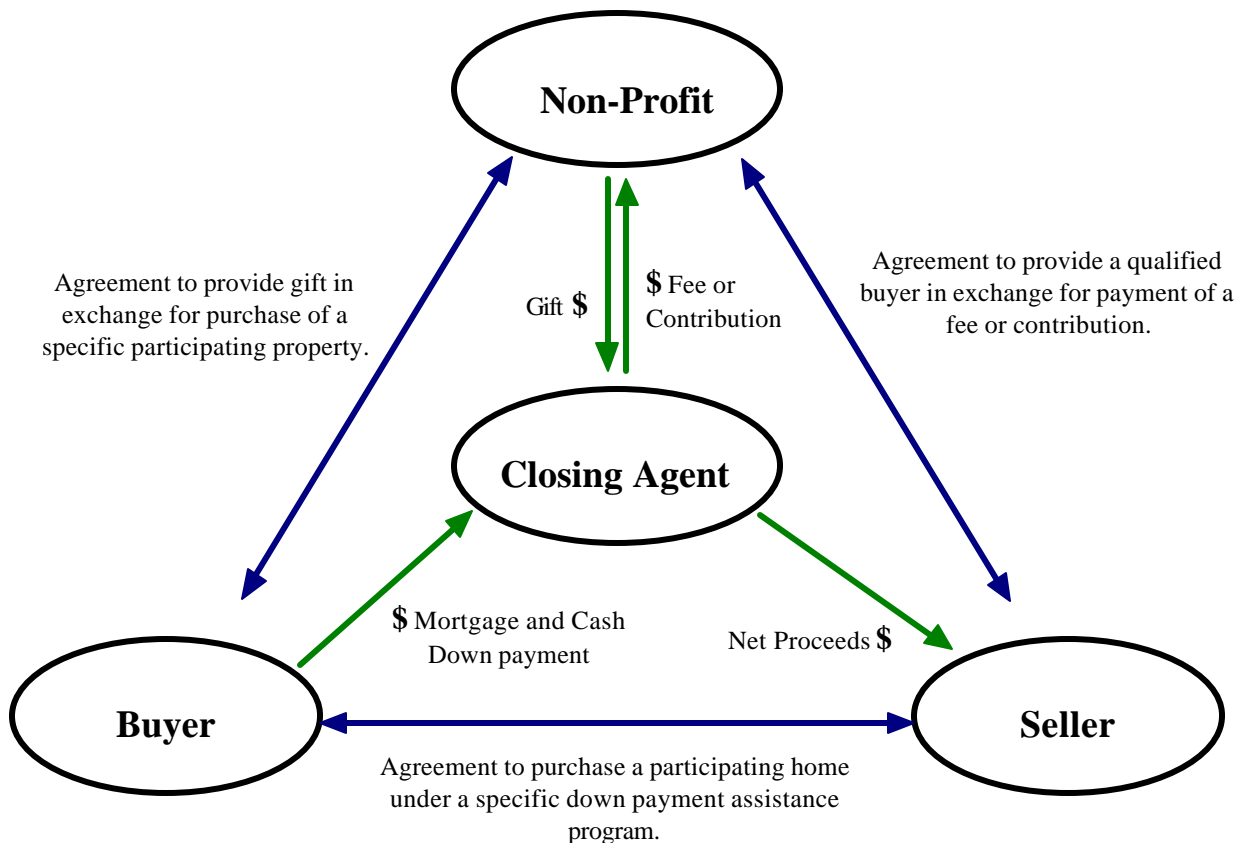 Non-Profit
Agreement to provide gift in
exchange for purchase of a
specific participating property.
Gift $
$ Fee or
Contribution
Agreement to provide a qualified
buyer in exchange for payment of a
fee or contribution.
Closing Agent
$ Mortgage and Cash
Down payment
Net Proceeds $
Buyer
Seller
Agreement to purchase a participating home
under a specific down payment assistance
program.